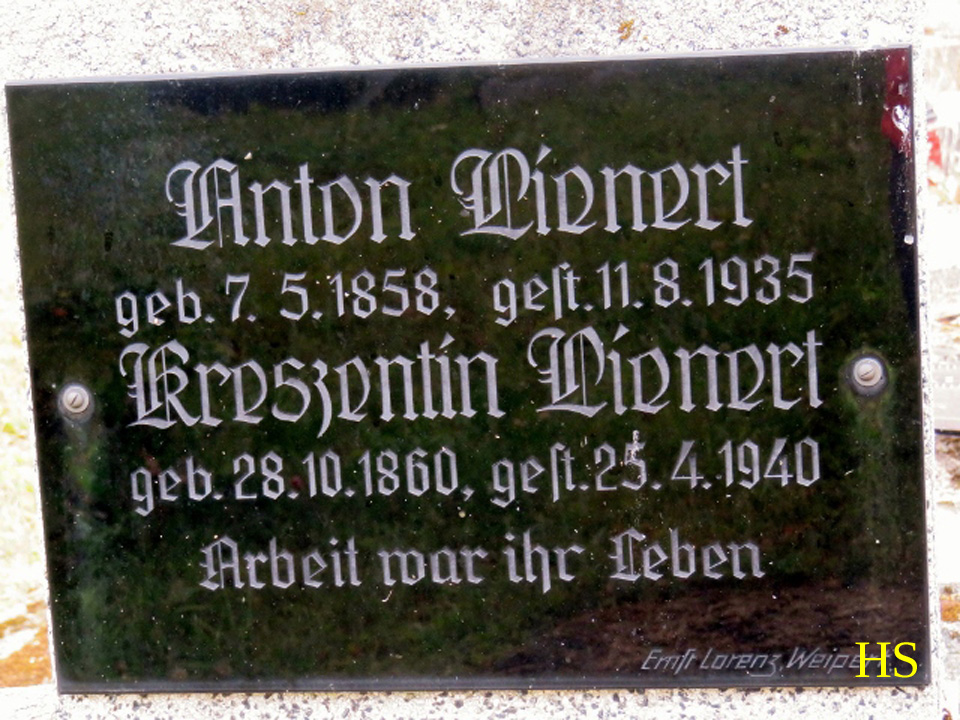 Anton Lienert
geb. 7. 5. 1858, geſt. 11. 8. 1935
Kreszentin Lienert
geb. 28. 10. 1860, geſt. 25. 4. 1940
Arbeit war ihr Leben
Ernſt Lorenz, Weipert
HS